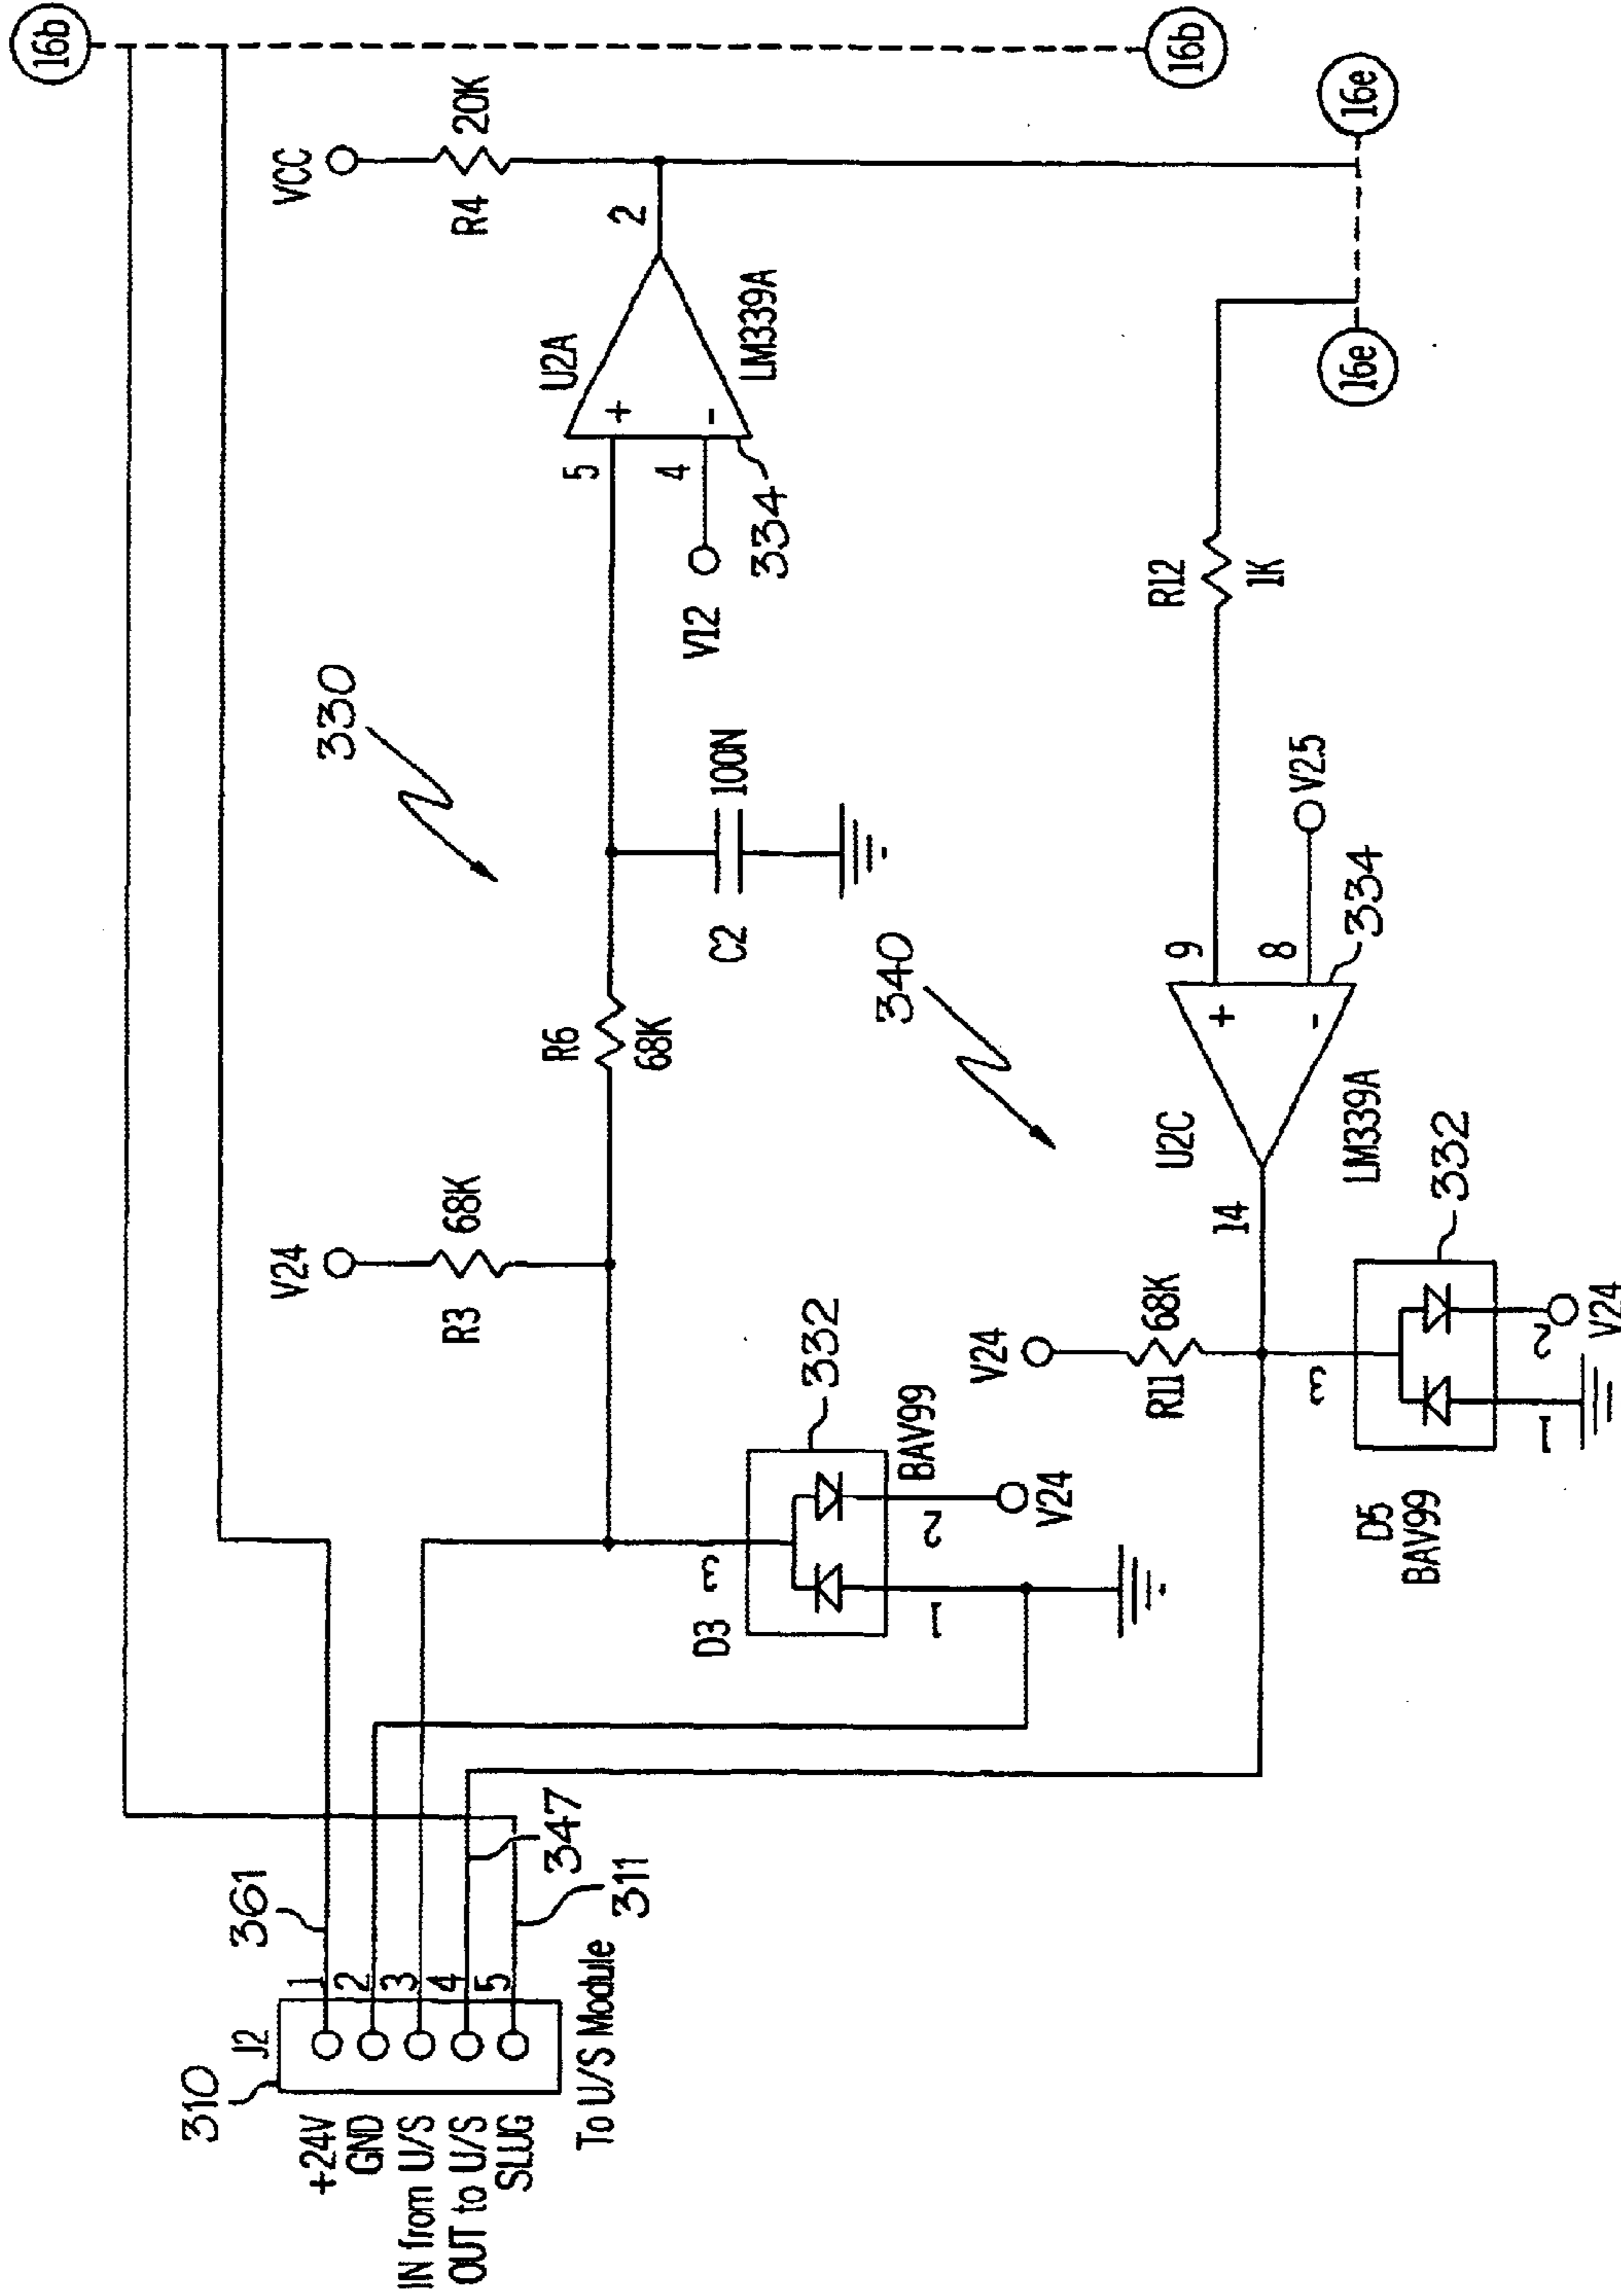 16b
16b
VCC
R4
20K
2
U2A
LM339A
+
-
5
4
V12
334
16e
16e
330
R12
1K
C2
100N
V2.5
334
9
8
+
-
R6
68K
340
U2C
LM339A
14
V24
R3
68K
332
V24
R11
68K
332
3
2
1
V24
D5
BAV99
D3
BAV99
3
2
1
V24
361
347
311
310
J2
+24V 1
GND 2
IN from U/S 3
OUT to U/S 4
SLUG 5
To U/S Module